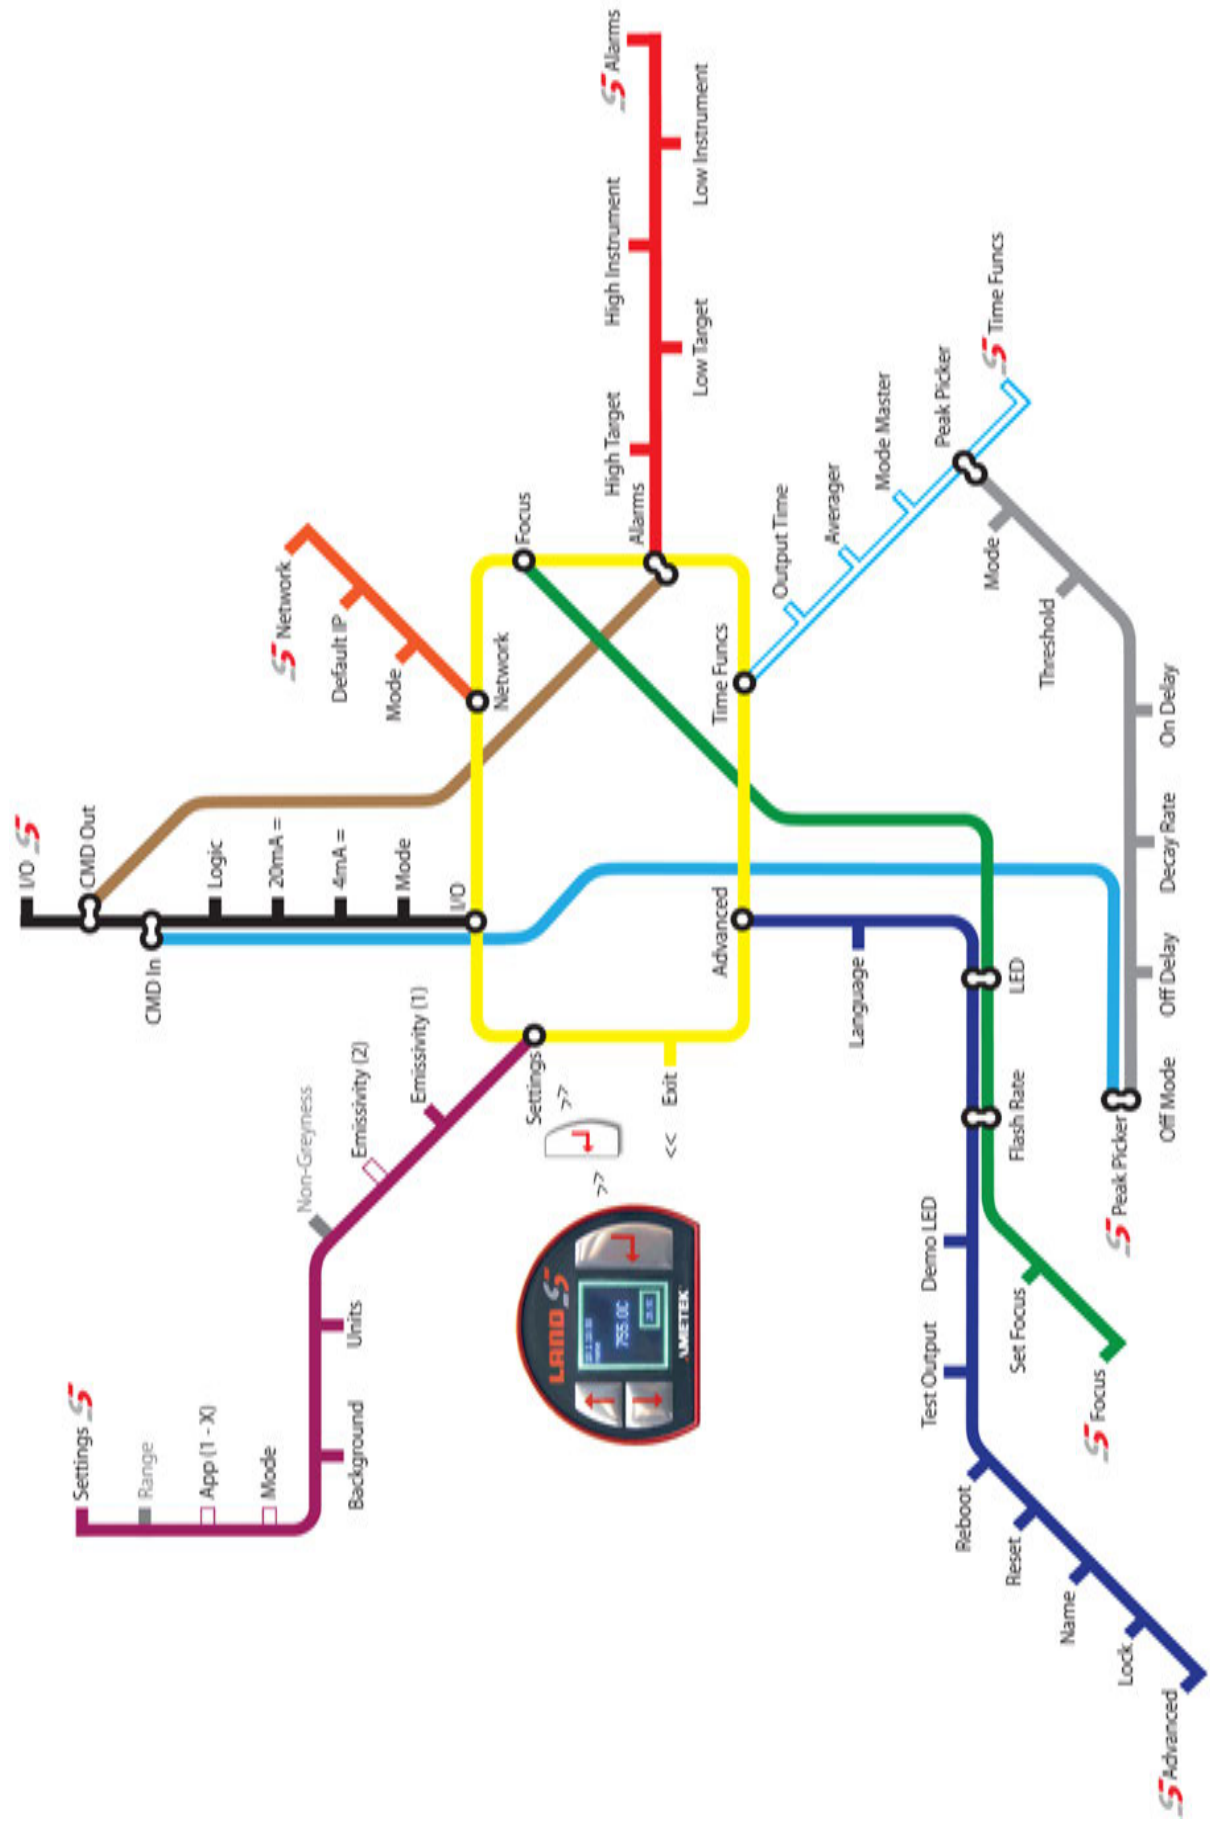 Settings
Range
App (1 - X)
Mode
Background
Units
Non-Greyness
Emissivity (2)
Emissivity (1)
Settings
>>
>>
<<
Exit
LAND
755.0C
AMETEK
I/O
CMD Out
CMD In
Logic
20mA =
4mA =
Mode
I/O
Network
Default IP
Mode
Network
Focus
Alarms
High Target
Low Target
High Instrument
Low Instrument
Alarms
Time Funcs
Output Time
Averager
Mode Master
Peak Picker
Time Funcs
Mode
Threshold
On Delay
Decay Rate
Off Delay
Off Mode
Peak Picker
Advanced
Language
LED
Flash Rate
Demo LED
Test Output
Set Focus
Focus
Reboot
Reset
Name
Lock
Advanced